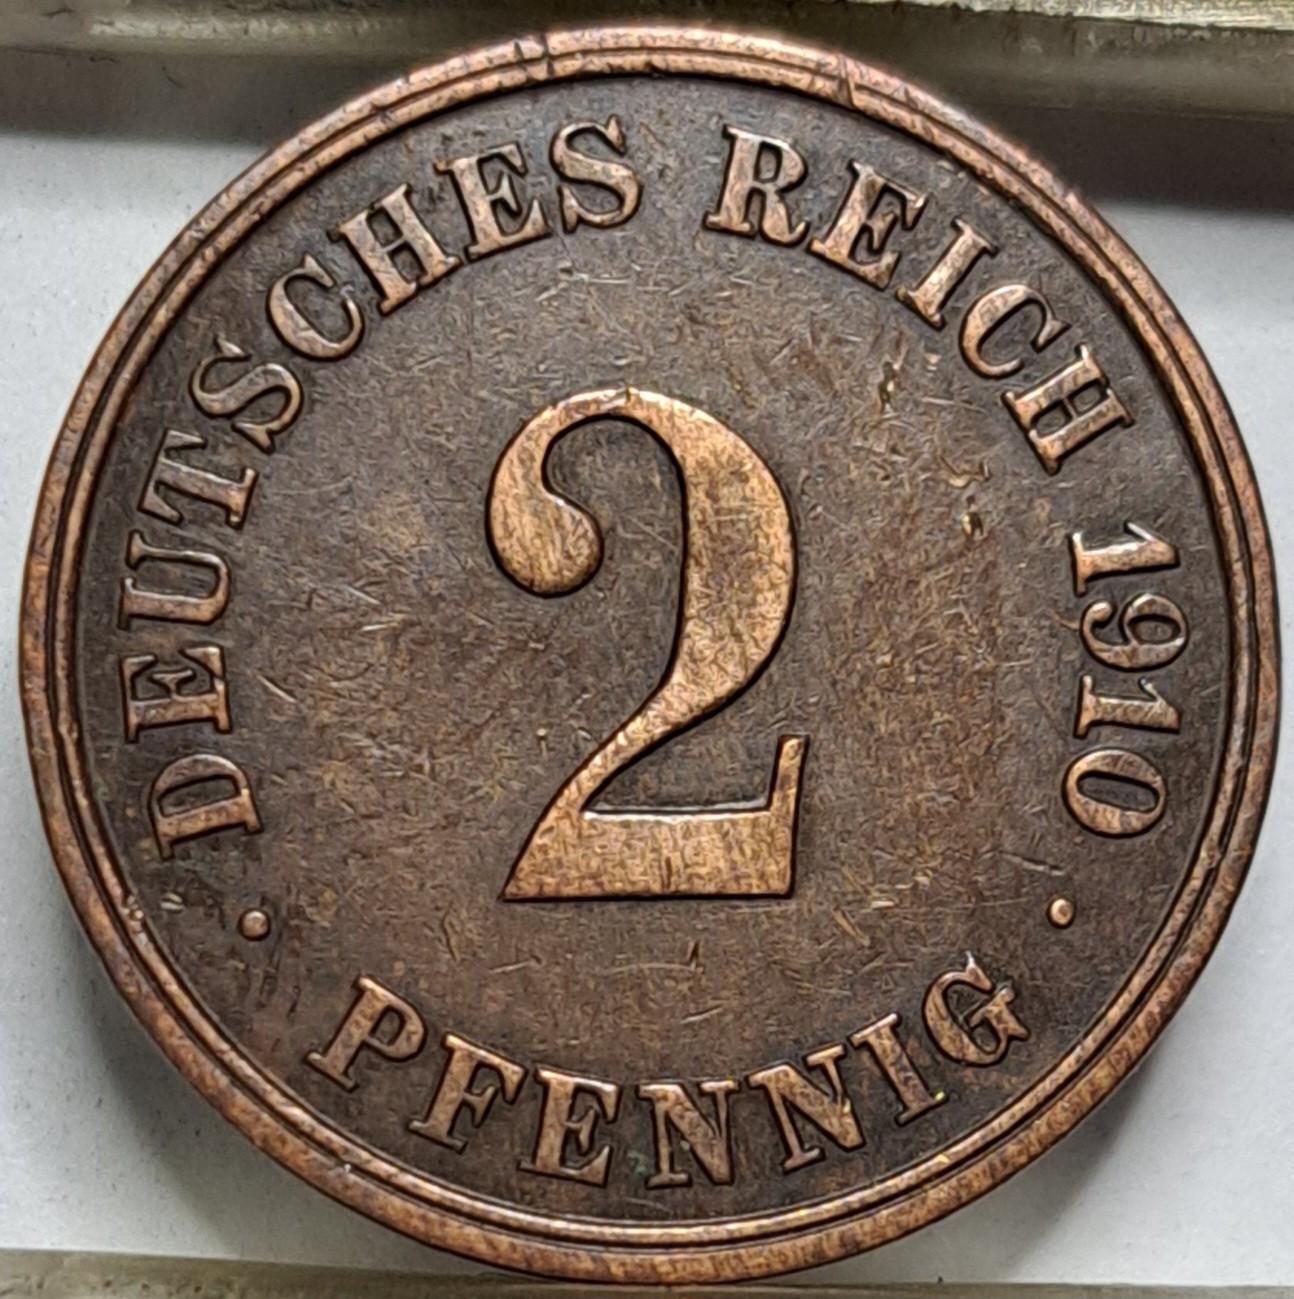 DEUTSCHES REICH 1910
2
· PFENNIG ·